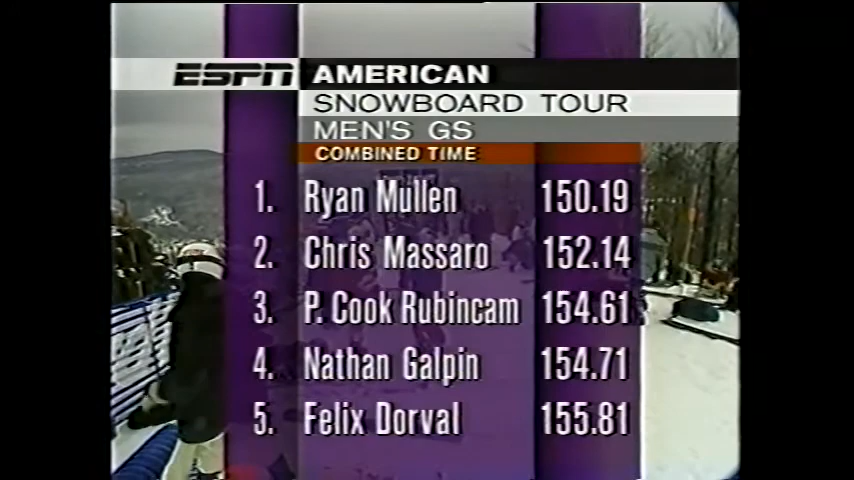 ESPN AMERICAN
SNOWBOARD TOUR
MEN'S GS
COMBINED TIME
1. Ryan Mullen 150.19
2. Chris Massaro 152.14
3. P. Cook Rubincam 154.61
4. Nathan Galpin 154.71
5. Felix Dorval 155.81